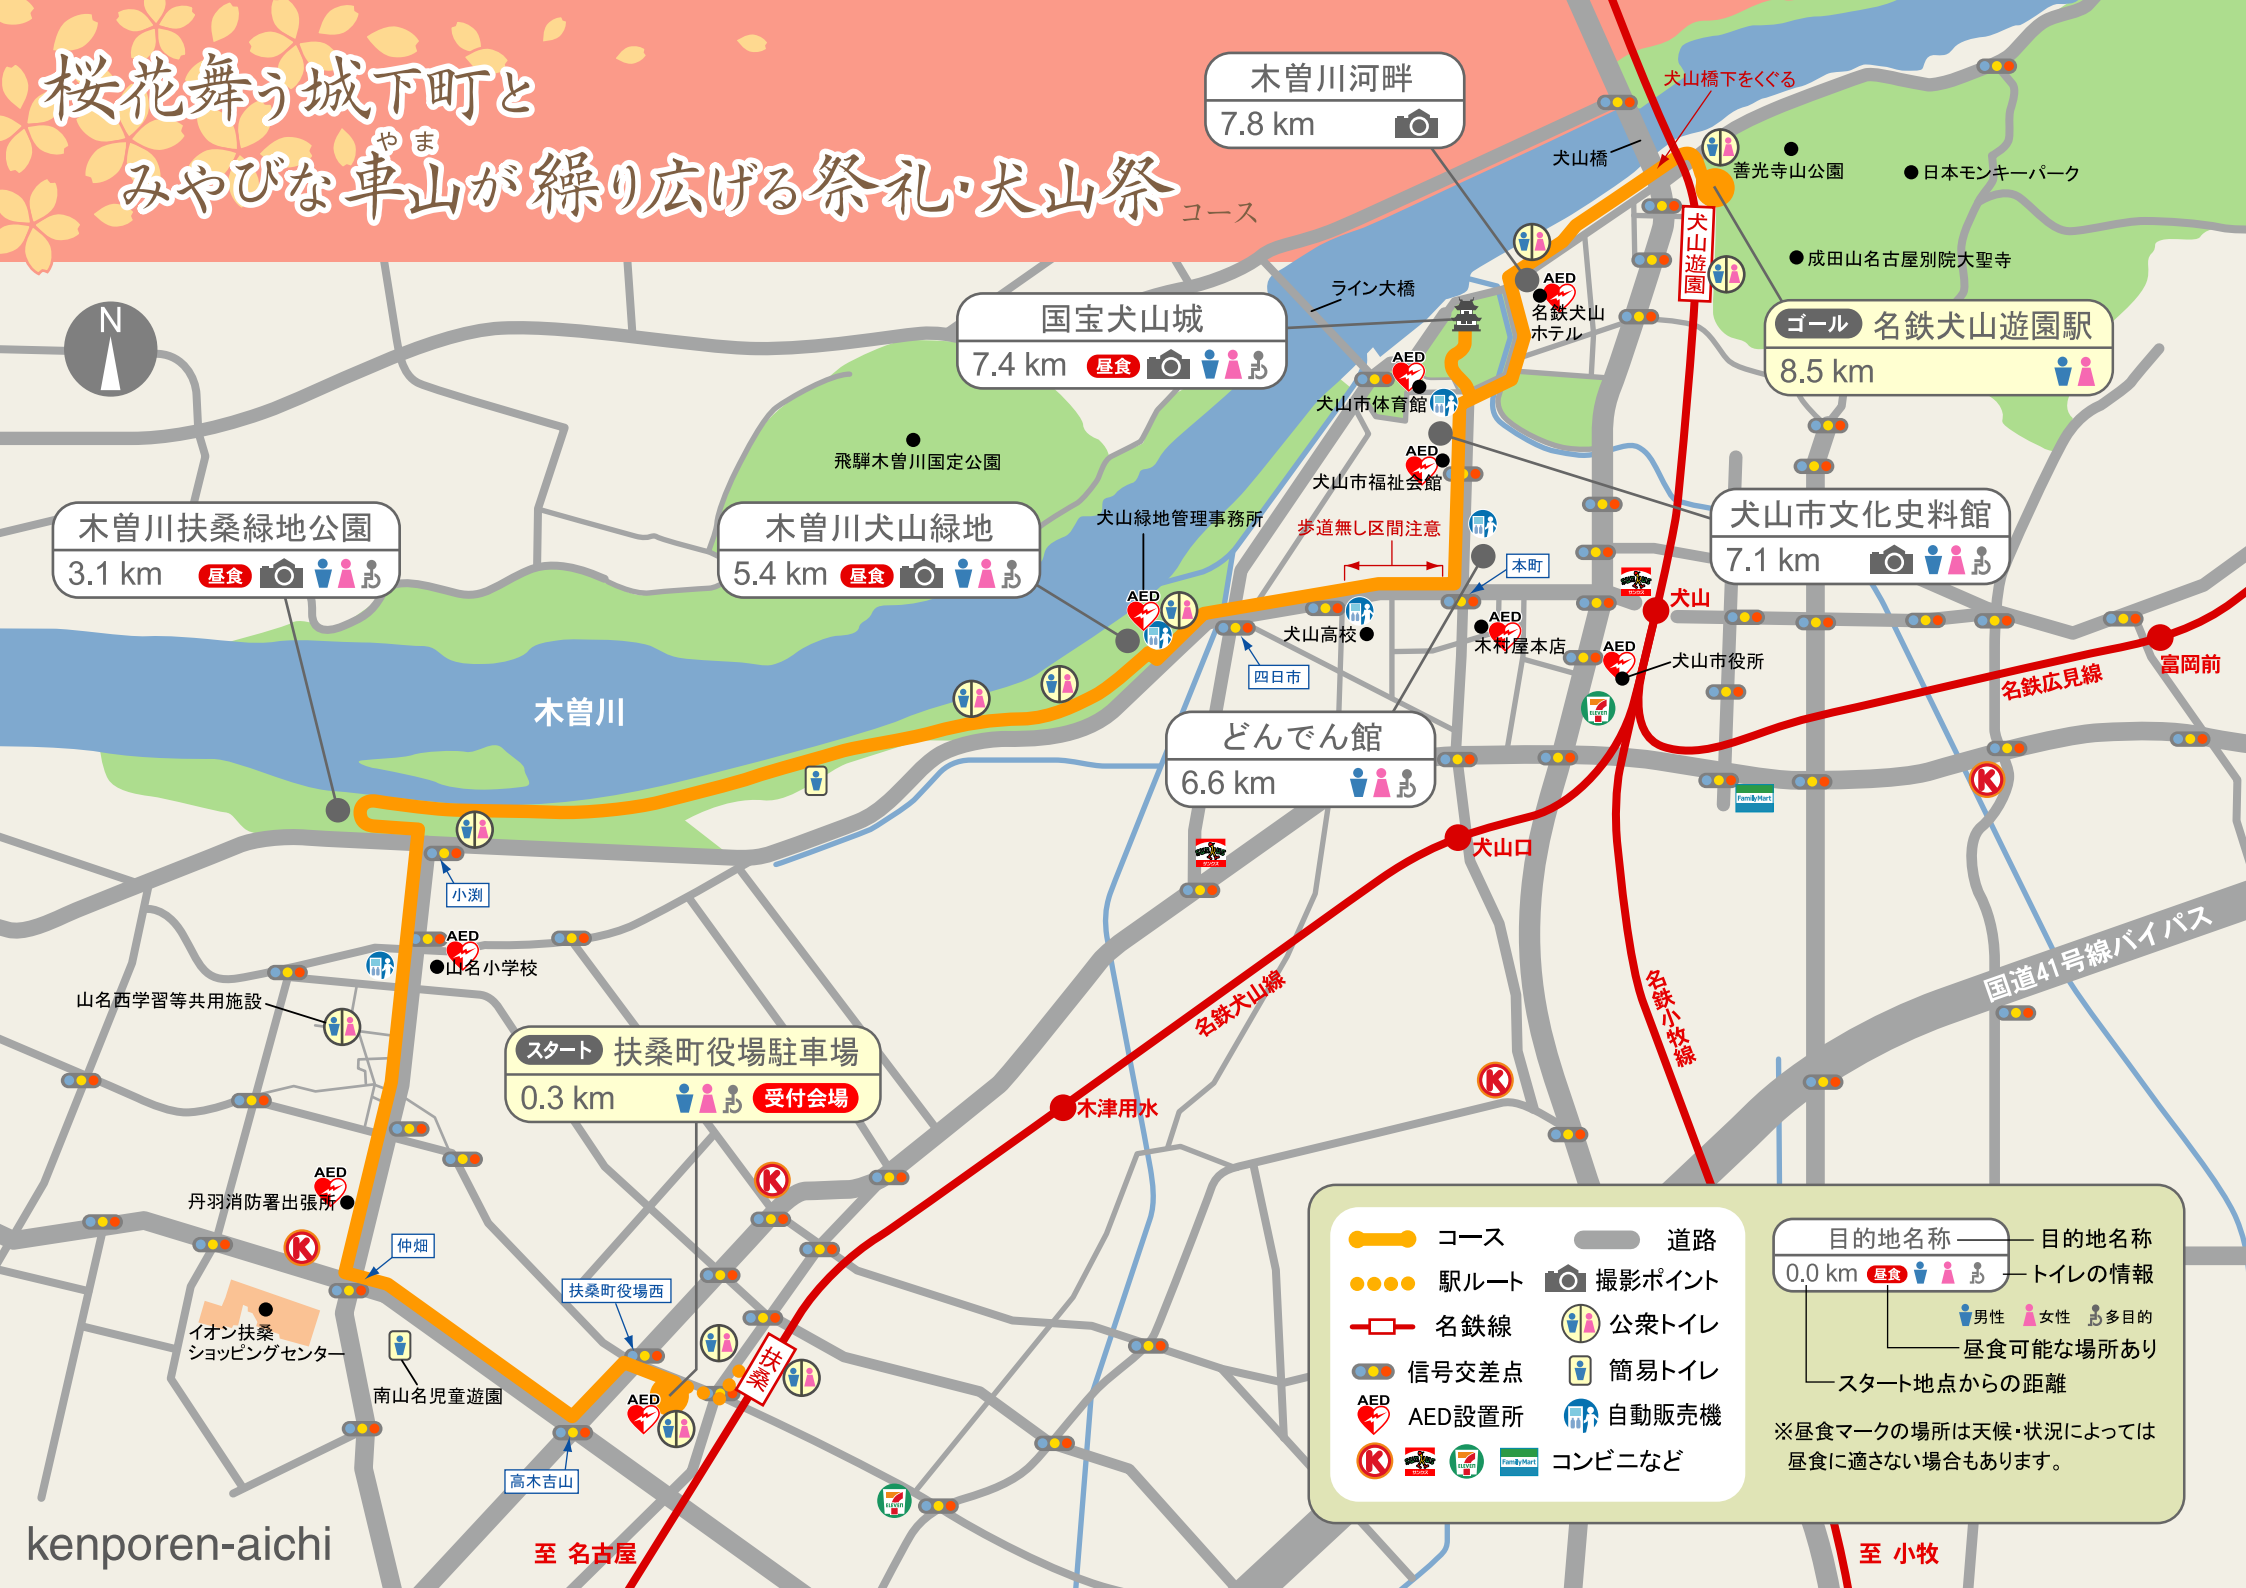 桜花舞う城下町と
やま
みやびな車山が繰り広げる祭礼・犬山祭
コース
N
木曽川河畔
7.8 km
犬山橋下をくぐる
犬山橋
善光寺山公園
日本モンキーパーク
犬山遊園
成田山名古屋別院大聖寺
ライン大橋
国宝犬山城
7.4 km 昼食
AED
名鉄犬山
ホテル
ゴール 名鉄犬山遊園駅
8.5 km
AED
犬山市体育館
飛騨木曽川国定公園
AED
犬山市福祉会館
木曽川扶桑緑地公園
3.1 km 昼食
木曽川犬山緑地
5.4 km 昼食
犬山緑地管理事務所
歩道無し区間注意
犬山市文化史料館
7.1 km
本町
AED
犬山
犬山高校
AED
木村屋本店
AED
犬山市役所
四日市
富岡前
名鉄広見線
木曽川
どんでん館
6.6 km
ELEVEN
FamilyMart
K
犬山口
サンクス
小渕
AED
山名小学校
山名西学習等共用施設
国道41号線バイパス
名鉄犬山線
名鉄小牧線
スタート 扶桑町役場駐車場
0.3 km 受付会場
K
木津用水
K
AED
丹羽消防署出張所
K
仲畑
扶桑町役場西
イオン扶桑
ショッピングセンター
南山名児童遊園
扶桑
AED
高木吉山
ELEVEN
コース
道路
駅ルート
撮影ポイント
名鉄線
公衆トイレ
信号交差点
簡易トイレ
AED
AED設置所
自動販売機
K
サンクス
ELEVEN
FamilyMart
コンビニなど
目的地名称
目的地名称
0.0 km 昼食
トイレの情報
男性 女性 多目的
昼食可能な場所あり
スタート地点からの距離
※昼食マークの場所は天候・状況によっては
昼食に適さない場合もあります。
kenporen-aichi
至 名古屋
至 小牧